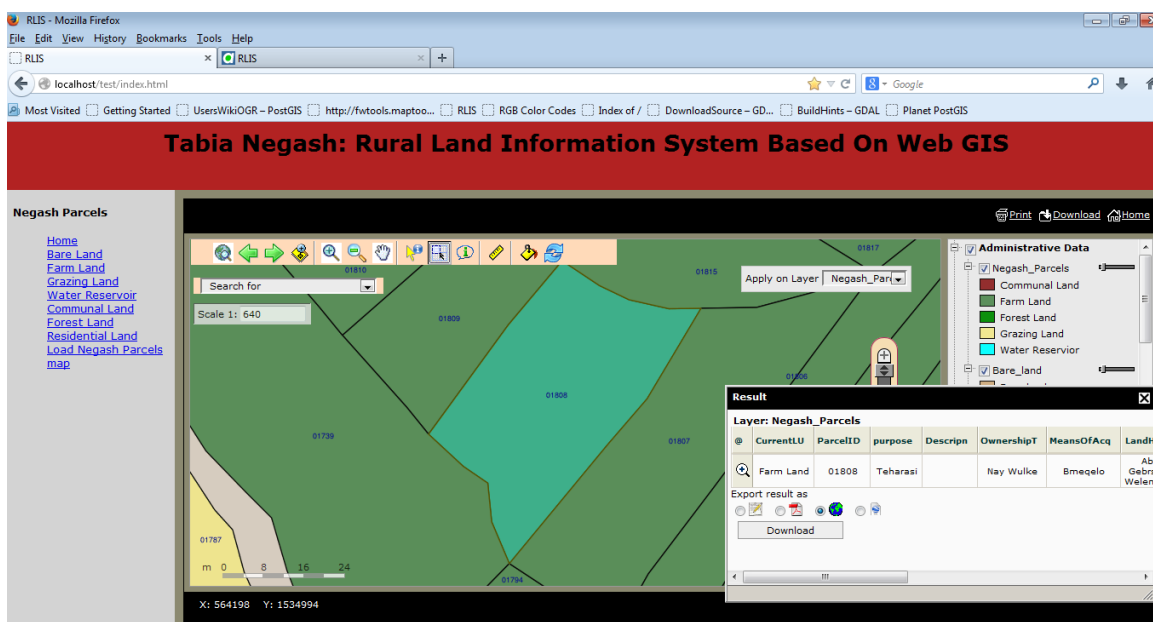 RLIS - Mozilla Firefox
File Edit View History Bookmarks Tools Help
RLIS × RLIS × +
localhost/test/index.html Google
Most Visited Getting Started UsersWikiOGR – PostGIS http://fwtools.maptoo... RLIS RGB Color Codes Index of / DownloadSource – GD... BuildHints – GDAL Planet PostGIS
Tabia Negash: Rural Land Information System Based On Web GIS
Negash Parcels
Home
Bare Land
Farm Land
Grazing Land
Water Reservoir
Communal Land
Forest Land
Residential Land
Load Negash Parcels
map
Print Download Home
Search for
Scale 1: 640
Apply on Layer Negash_Par
01810
01817
01815
01809
01808
01806
01739
01807
01787
01794
m 0 8 16 24
X: 564198 Y: 1534994
Administrative Data
Negash_Parcels
Communal Land
Farm Land
Forest Land
Grazing Land
Water Reservior
Bare_land
Result
Layer: Negash_Parcels
@ CurrentLU ParcelID purpose Descripn OwnershipT MeansOfAcq LandH
Farm Land 01808 Teharasi Nay Wulke Bmeqelo Ab
Gebr
Welen
Export result as
Download